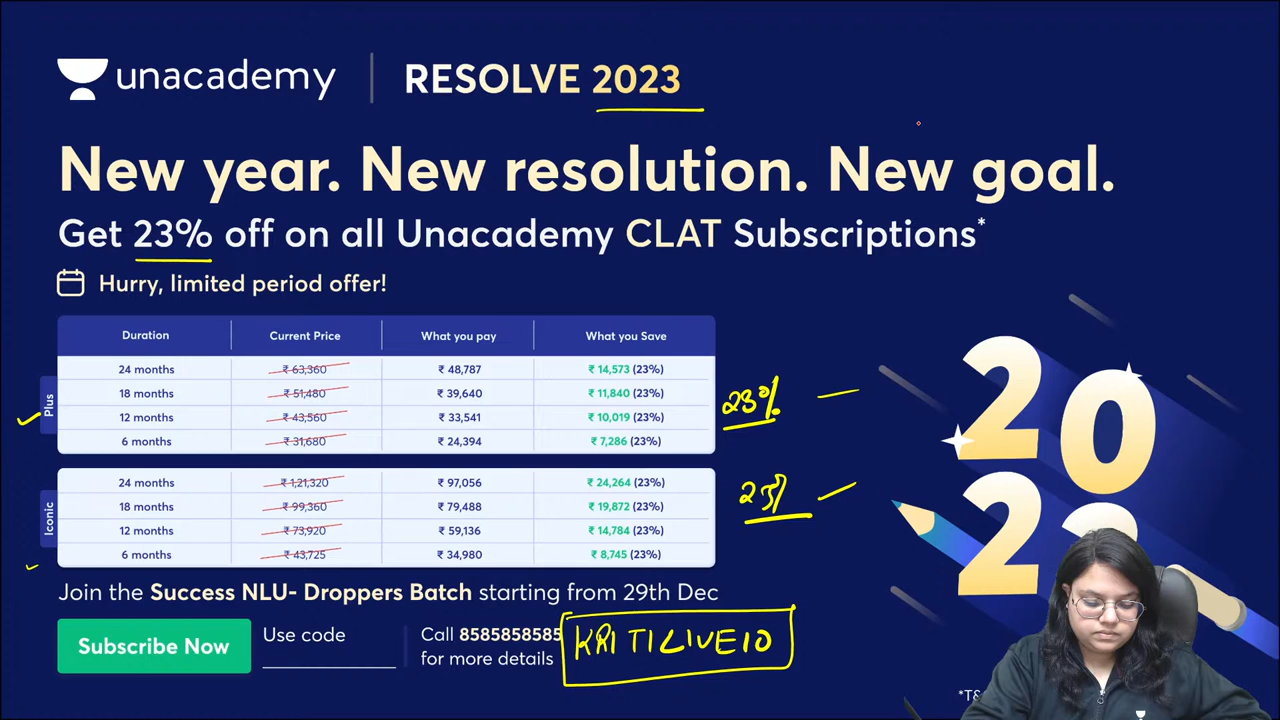 unacademy | RESOLVE 2023
New year. New resolution. New goal.
Get 23% off on all Unacademy CLAT Subscriptions*
Hurry, limited period offer!
Duration Current Price What you pay What you Save
Plus
24 months ₹ 63,360 ₹ 48,787 ₹ 14,573 (23%)
18 months ₹ 51,480 ₹ 39,640 ₹ 11,840 (23%)
12 months ₹ 43,560 ₹ 33,541 ₹ 10,019 (23%)
6 months ₹ 31,680 ₹ 24,394 ₹ 7,286 (23%)
23%
Iconic
24 months ₹ 1,21,320 ₹ 97,056 ₹ 24,264 (23%)
18 months ₹ 99,360 ₹ 79,488 ₹ 19,872 (23%)
12 months ₹ 73,920 ₹ 59,136 ₹ 14,784 (23%)
6 months ₹ 43,725 ₹ 34,980 ₹ 8,745 (23%)
23%
Join the Success NLU- Droppers Batch starting from 29th Dec
Subscribe Now
Use code
Call 8585858585
for more details
KRITILIVE10
20
2
*T&